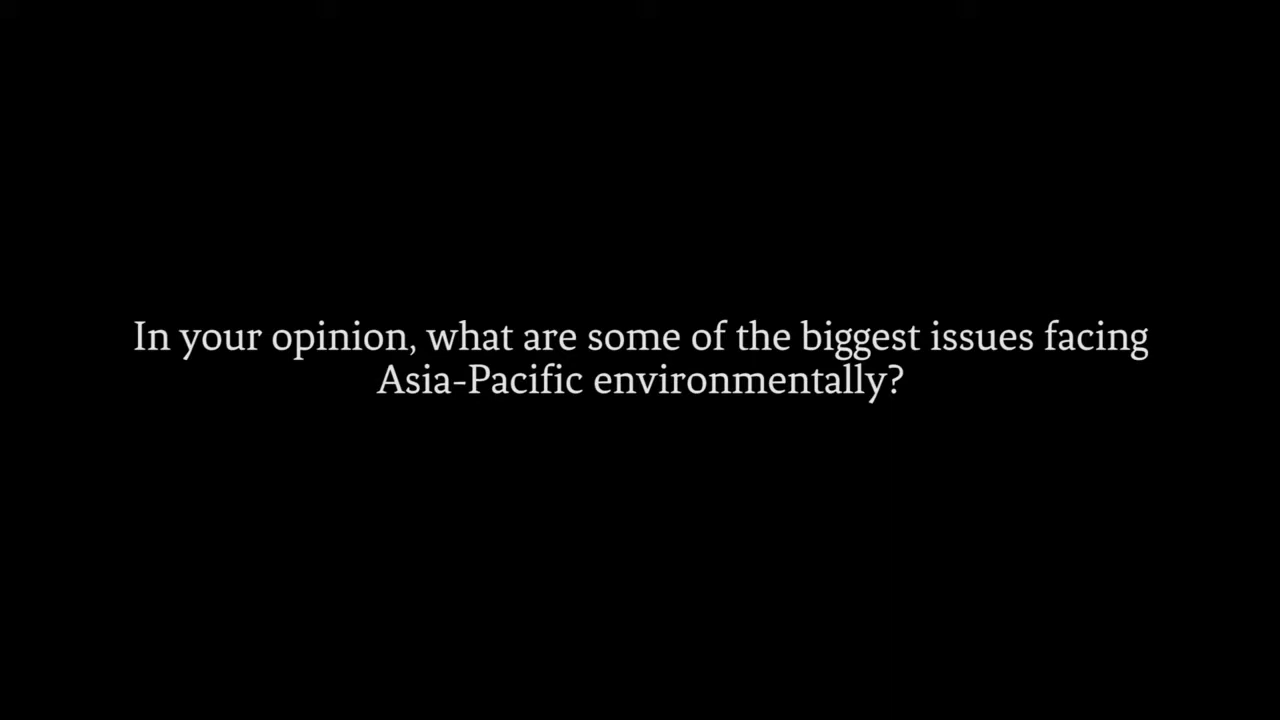 In your opinion, what are some of the biggest issues facing
Asia-Pacific environmentally?